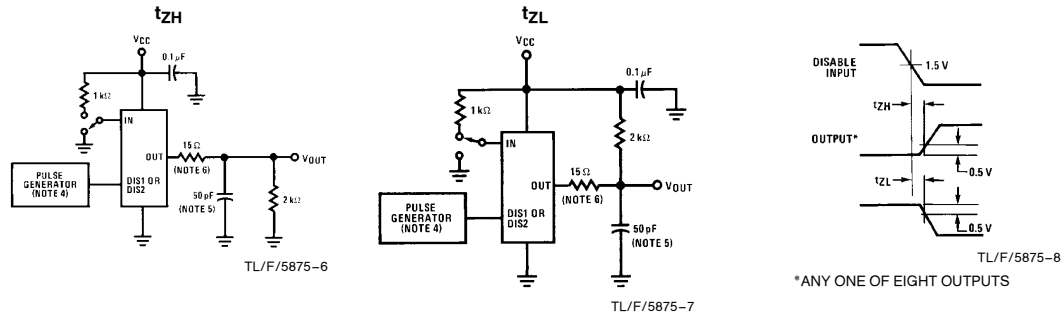 tZH
VCC
0.1 μF
1 kΩ
IN
OUT
15 Ω
(NOTE 6)
VOUT
PULSE
GENERATOR
(NOTE 4)
DIS1 OR
DIS2
50 pF
(NOTE 5)
2 kΩ
TL/F/5875–6
tZL
VCC
0.1 μF
1 kΩ
2 kΩ
IN
OUT
15 Ω
(NOTE 6)
VOUT
PULSE
GENERATOR
(NOTE 4)
DIS1 OR
DIS2
50 pF
(NOTE 5)
TL/F/5875–7
DISABLE
INPUT
1.5 V
tZH
OUTPUT*
0.5 V
tZL
0.5 V
TL/F/5875–8
*ANY ONE OF EIGHT OUTPUTS